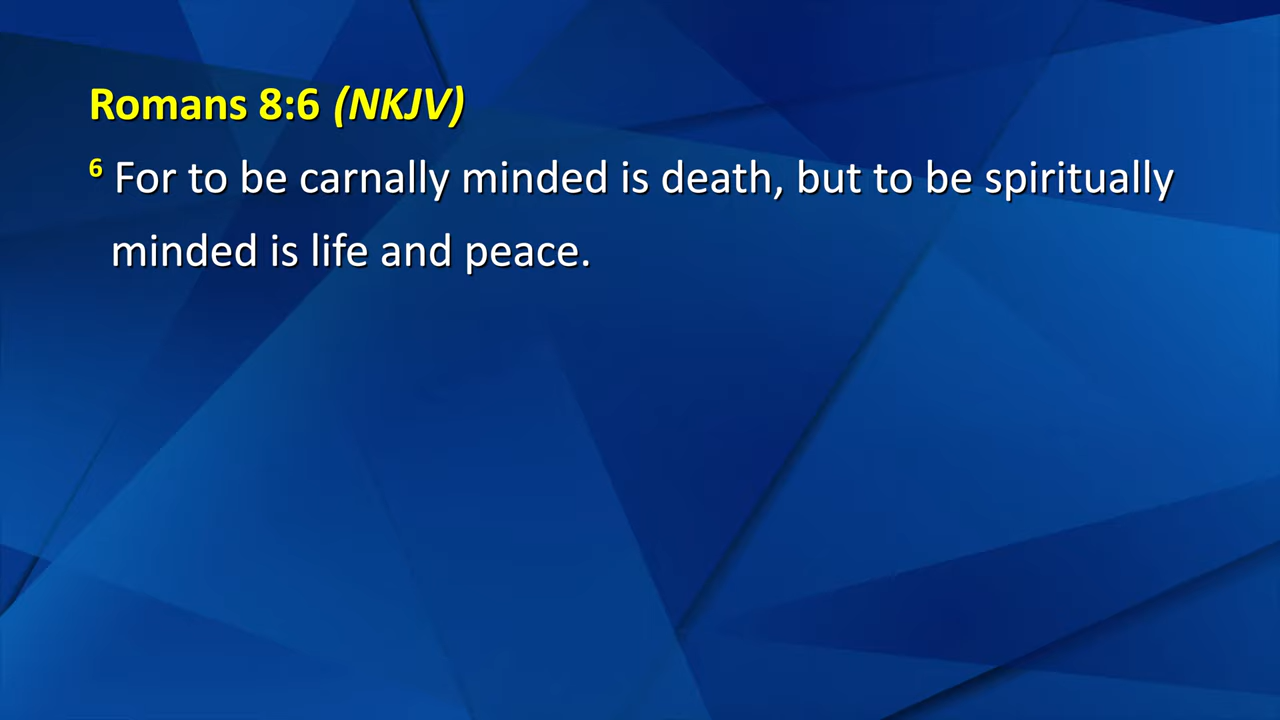 Romans 8:6 (NKJV)
6 For to be carnally minded is death, but to be spiritually
minded is life and peace.